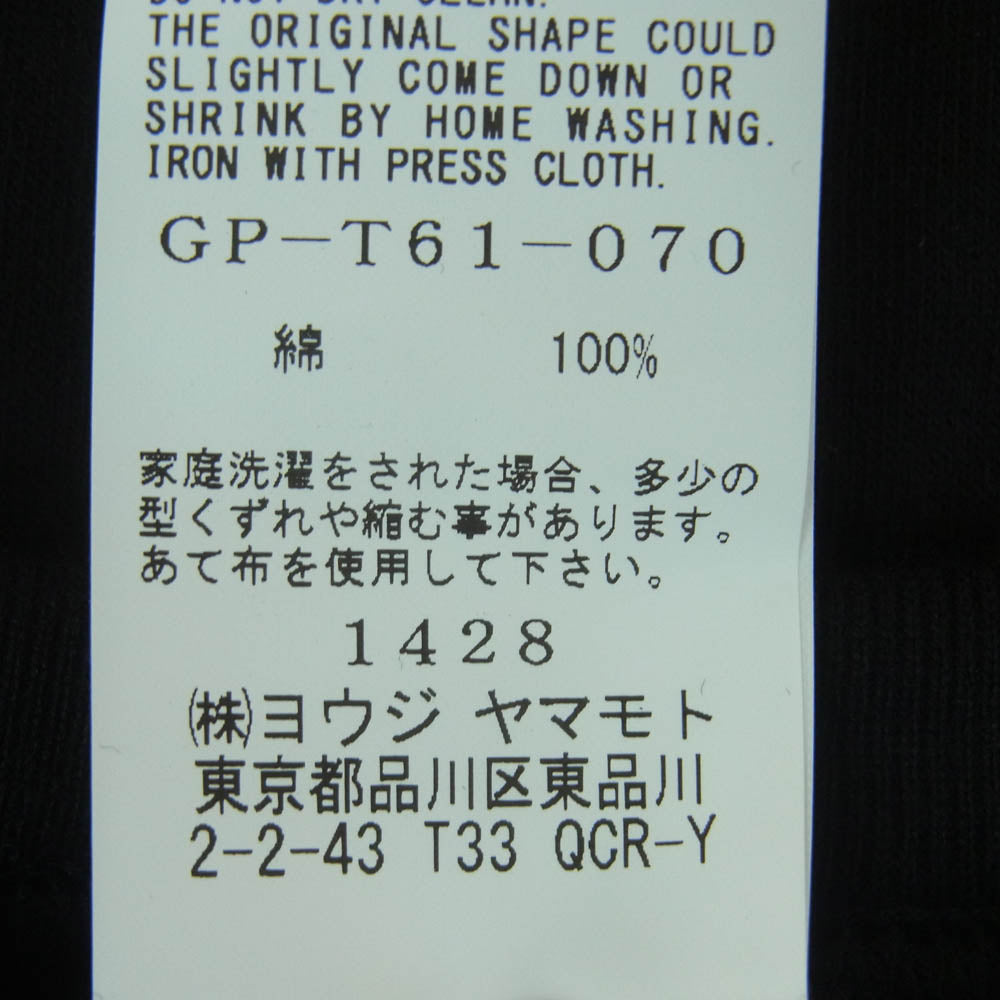 DO NOT DRY CLEAN.
THE ORIGINAL SHAPE COULD
SLIGHTLY COME DOWN OR
SHRINK BY HOME WASHING.
IRON WITH PRESS CLOTH.
GP-T61-070
綿 100%
家庭洗濯をされた場合、多少の
型くずれや縮む事があります。
あて布を使用して下さい。
1428
㈱ヨウジ ヤマモト
東京都品川区東品川
2-2-43 T33 QCR-Y